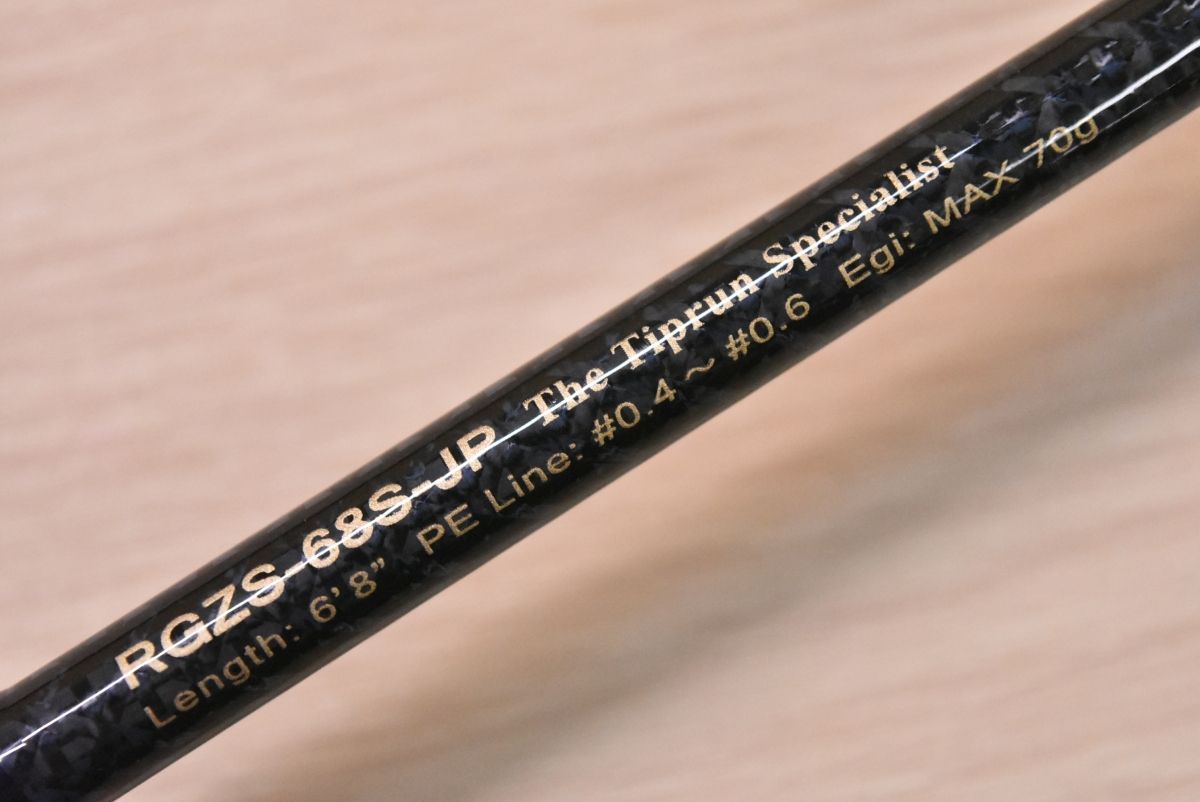 RGZS-68S-JP The Tiprun Specialist
Length: 6'8" PE Line: #0.4～#0.6 Egi: MAX 70g